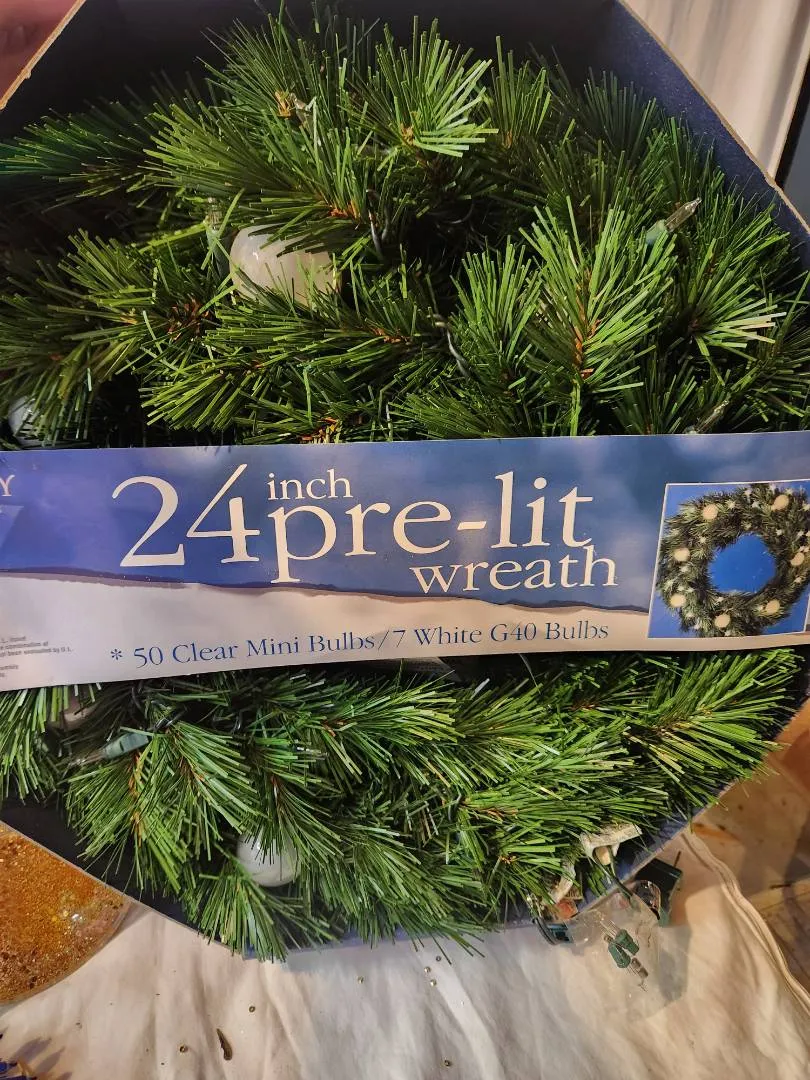 Y
24 inch
pre-lit
wreath
* 50 Clear Mini Bulbs/7 White G40 Bulbs